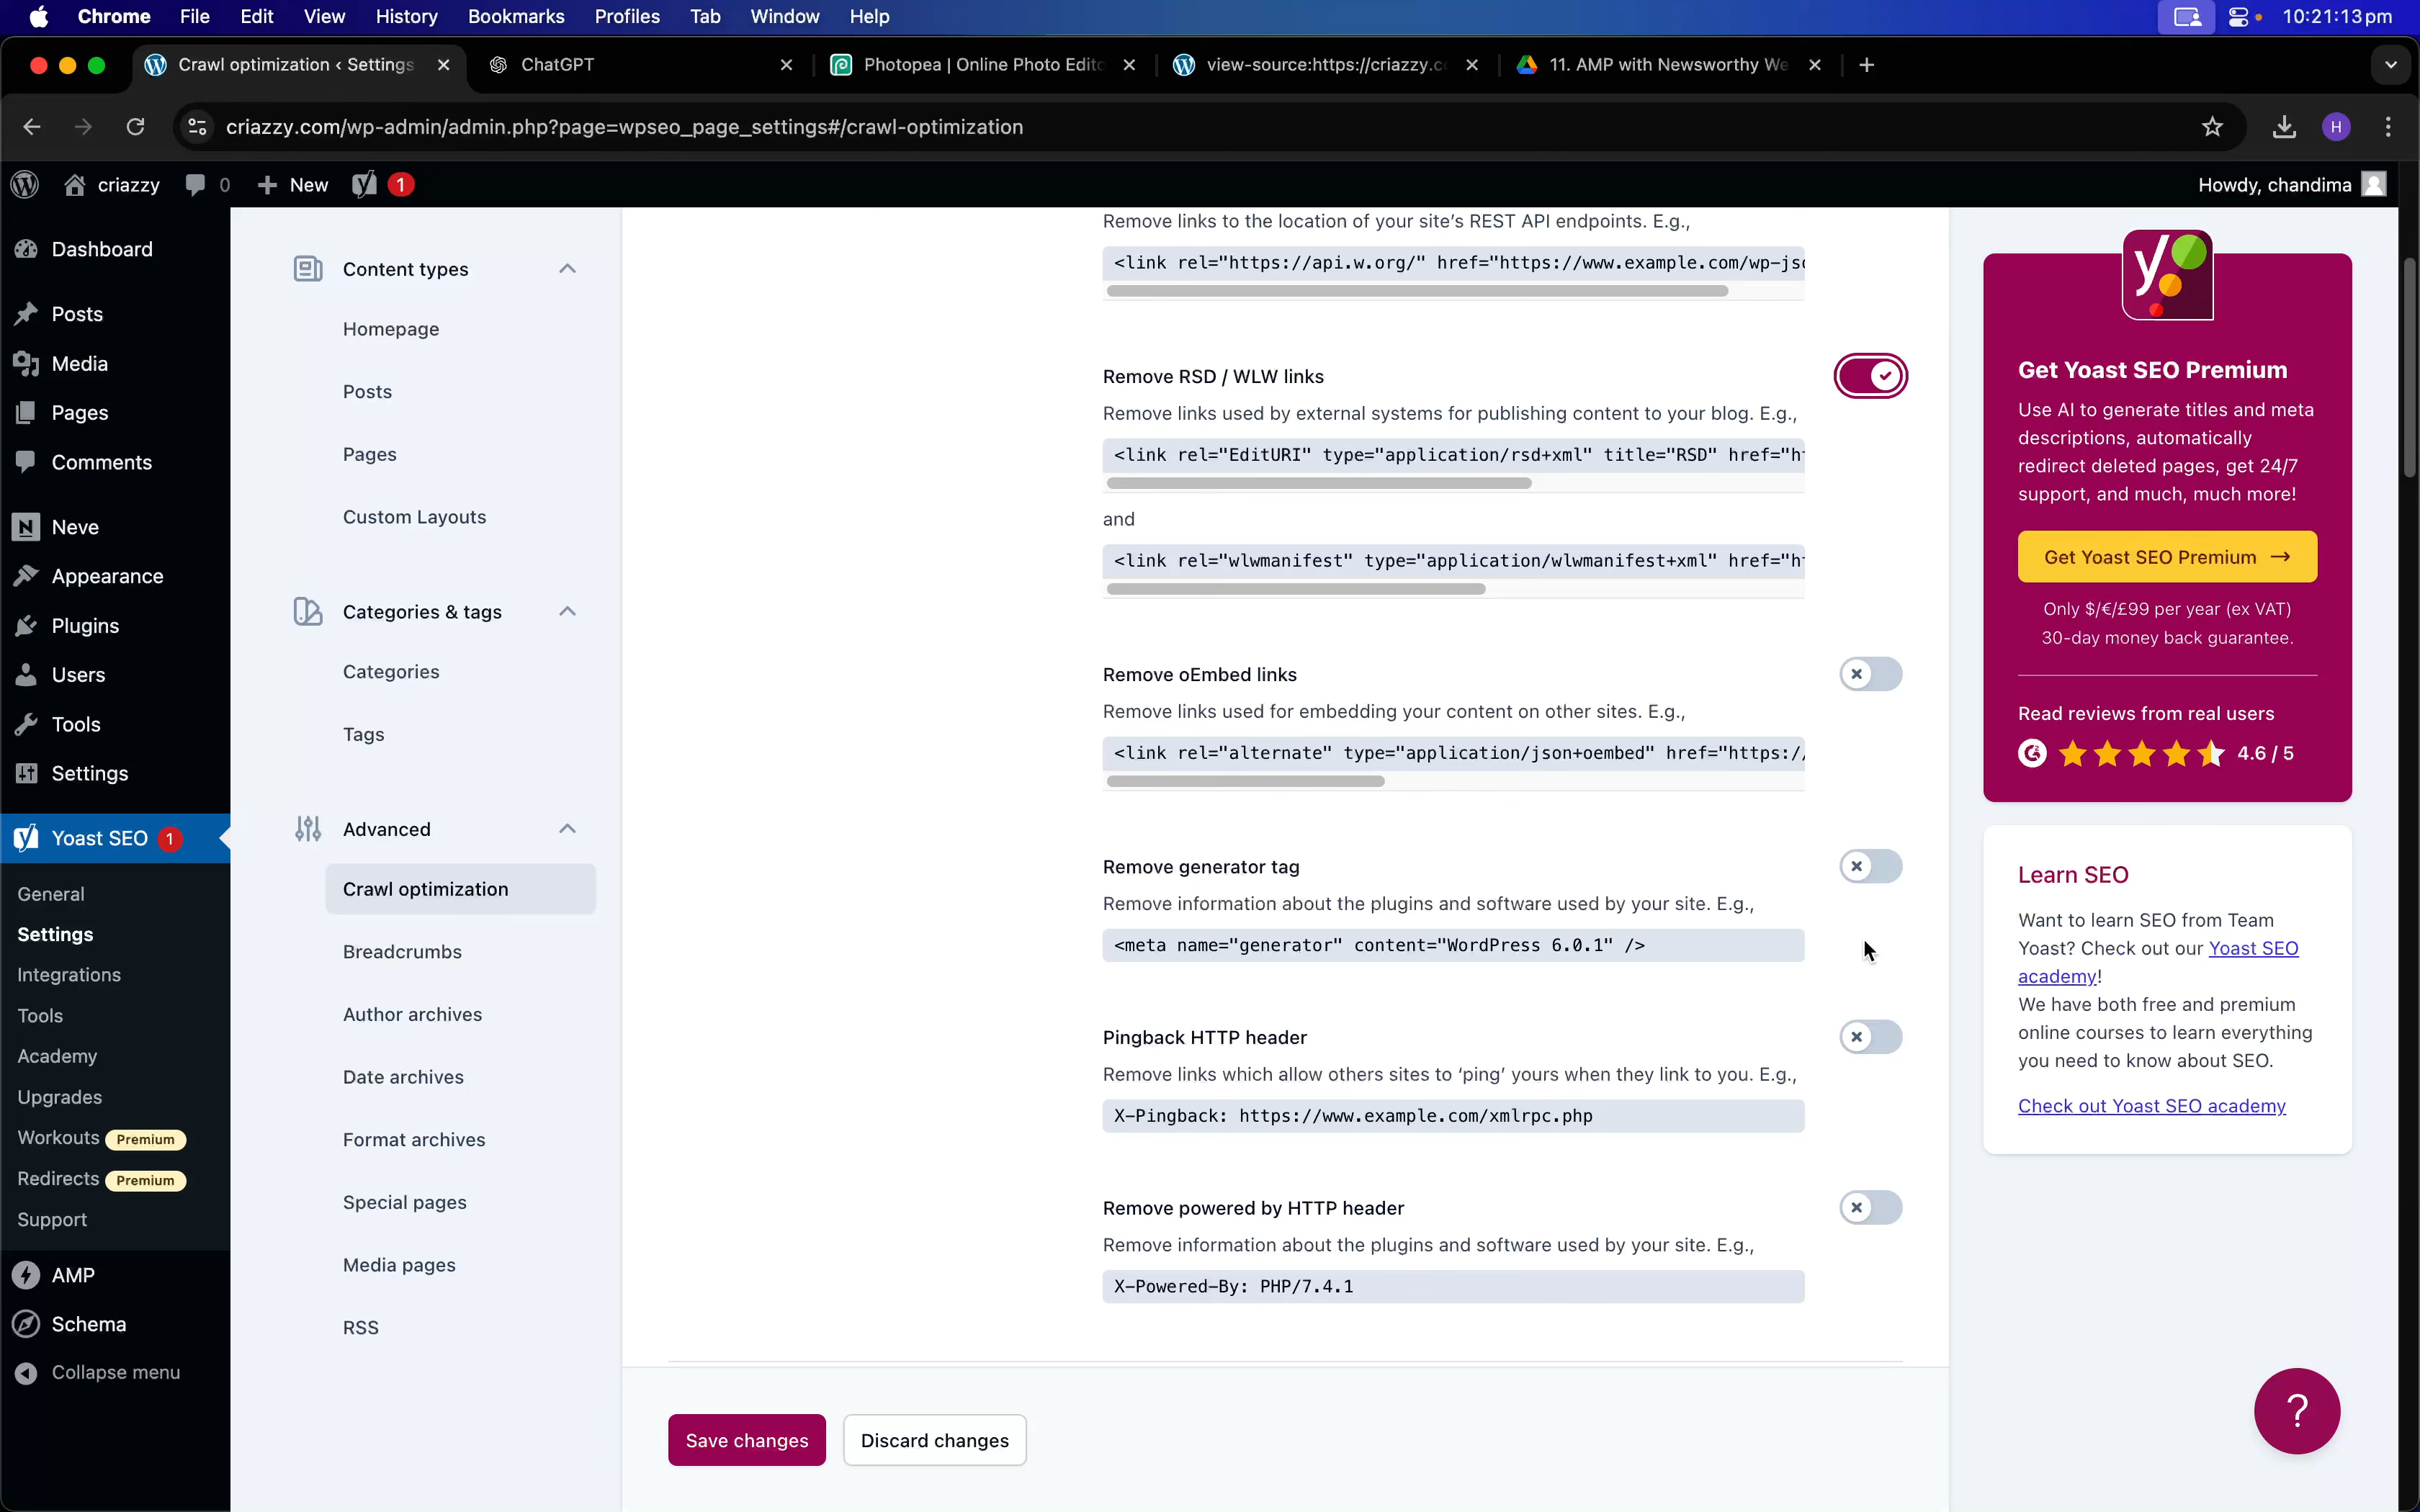 Chrome File Edit View History Bookmarks Profiles Tab Window Help 10:21:13 pm
Crawl optimization ‹ Settings
ChatGPT
Photopea | Online Photo Edito
view-source:https://criazzy.c
11. AMP with Newsworthy We
criazzy.com/wp-admin/admin.php?page=wpseo_page_settings#/crawl-optimization
H
criazzy 0 New 1
Howdy, chandima
Dashboard
Posts
Media
Pages
Comments
Neve
Appearance
Plugins
Users
Tools
Settings
Yoast SEO 1
General
Settings
Integrations
Tools
Academy
Upgrades
Workouts Premium
Redirects Premium
Support
AMP
Schema
Collapse menu
Content types
Homepage
Posts
Pages
Custom Layouts
Categories & tags
Categories
Tags
Advanced
Crawl optimization
Breadcrumbs
Author archives
Date archives
Format archives
Special pages
Media pages
RSS
Remove links to the location of your site’s REST API endpoints. E.g.,
<link rel="https://api.w.org/" href="https://www.example.com/wp-js
Remove RSD / WLW links
Remove links used by external systems for publishing content to your blog. E.g.,
<link rel="EditURI" type="application/rsd+xml" title="RSD" href="h
and
<link rel="wlwmanifest" type="application/wlwmanifest+xml" href="h
Remove oEmbed links
Remove links used for embedding your content on other sites. E.g.,
<link rel="alternate" type="application/json+oembed" href="https:/
Remove generator tag
Remove information about the plugins and software used by your site. E.g.,
<meta name="generator" content="WordPress 6.0.1" />
Pingback HTTP header
Remove links which allow others sites to ‘ping’ yours when they link to you. E.g.,
X-Pingback: https://www.example.com/xmlrpc.php
Remove powered by HTTP header
Remove information about the plugins and software used by your site. E.g.,
X-Powered-By: PHP/7.4.1
Save changes
Discard changes
Get Yoast SEO Premium
Use AI to generate titles and meta
descriptions, automatically
redirect deleted pages, get 24/7
support, and much, much more!
Get Yoast SEO Premium →
Only $/€/£99 per year (ex VAT)
30-day money back guarantee.
Read reviews from real users
4.6 / 5
Learn SEO
Want to learn SEO from Team
Yoast? Check out our Yoast SEO
academy!
We have both free and premium
online courses to learn everything
you need to know about SEO.
Check out Yoast SEO academy
?